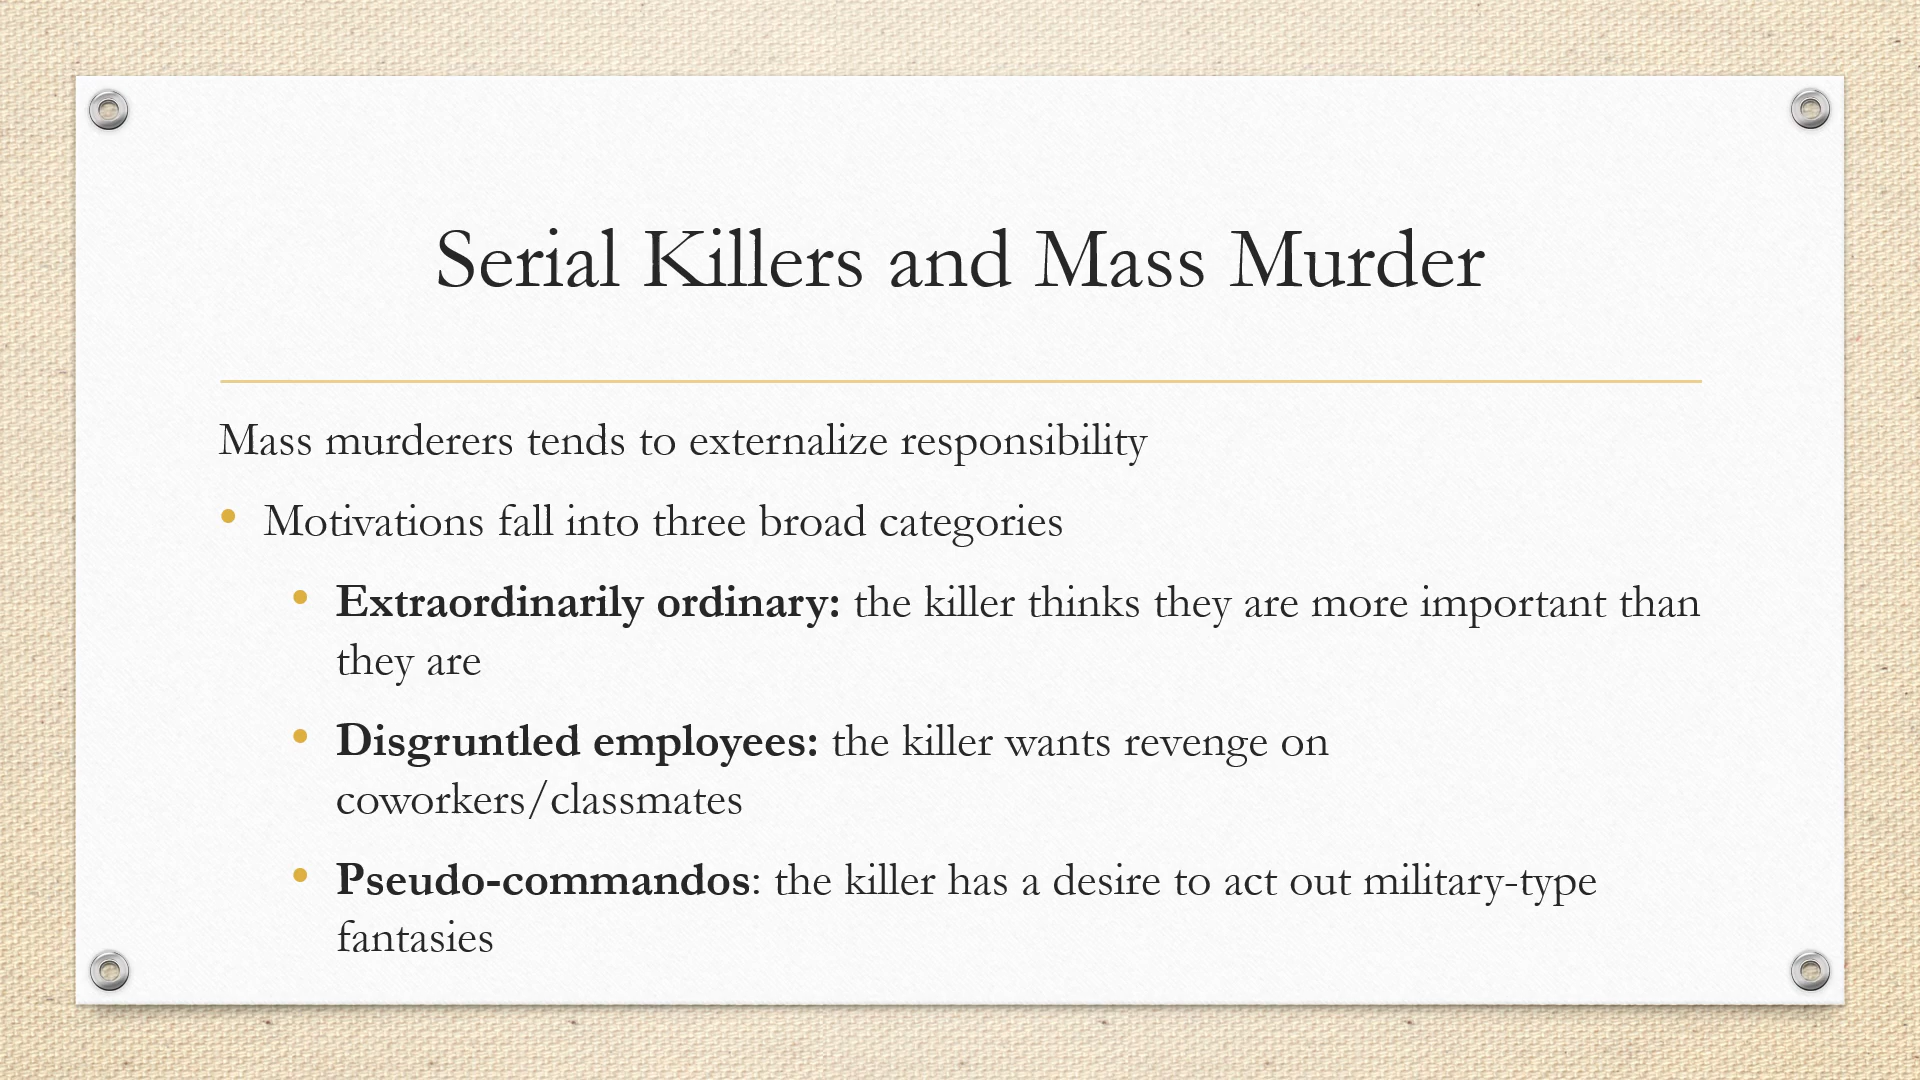 Serial Killers and Mass Murder
Mass murderers tends to externalize responsibility
• Motivations fall into three broad categories
• Extraordinarily ordinary: the killer thinks they are more important than
they are
• Disgruntled employees: the killer wants revenge on
coworkers/classmates
• Pseudo-commandos: the killer has a desire to act out military-type
fantasies